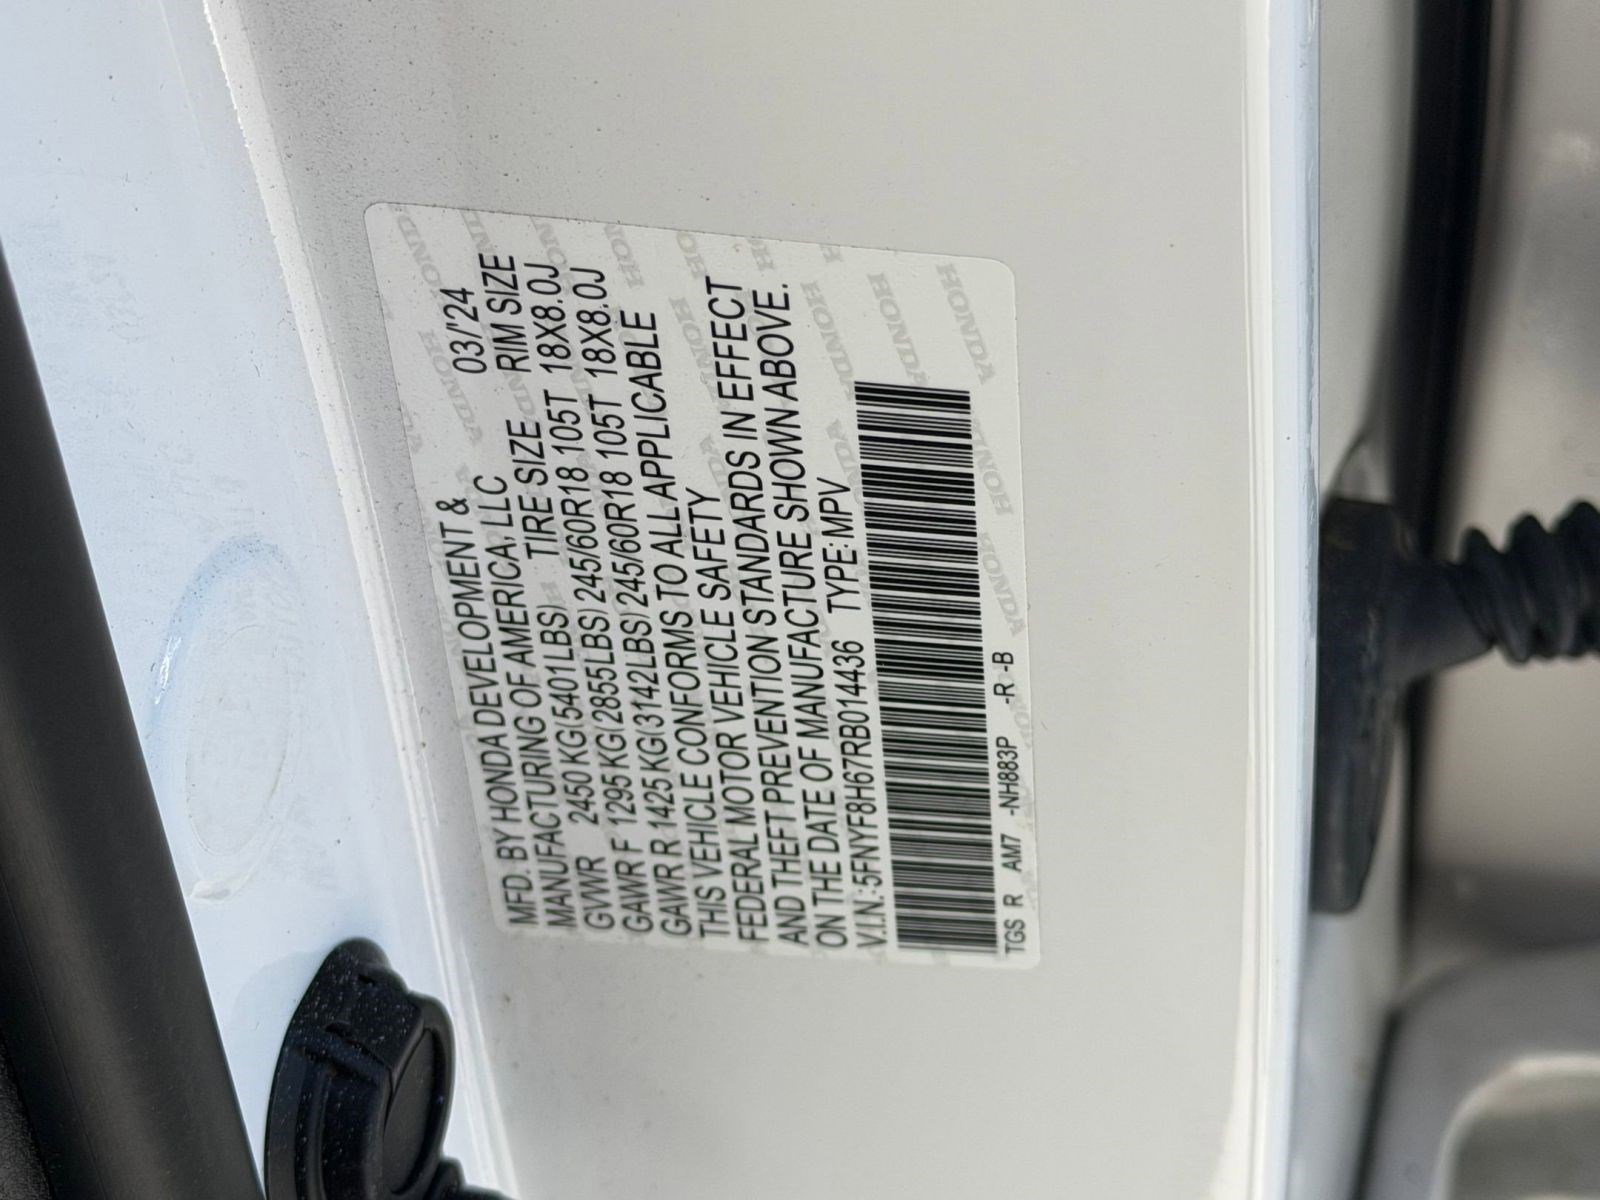 MFD. BY HONDA DEVELOPMENT & 03/'24
MANUFACTURING OF AMERICA, LLC
GVWR 2450 KG(5401LBS) TIRE SIZE RIM SIZE
GAWR F 1295 KG(2855LBS) 245/60R18 105T 18X8.0J
GAWR R 1425 KG(3142LBS) 245/60R18 105T 18X8.0J
THIS VEHICLE CONFORMS TO ALL APPLICABLE
FEDERAL MOTOR VEHICLE SAFETY
AND THEFT PREVENTION STANDARDS IN EFFECT
ON THE DATE OF MANUFACTURE SHOWN ABOVE.
V.I.N.:5FNYF8H67RB014436 TYPE:MPV
TGS R AM7 -NH883P -R -B